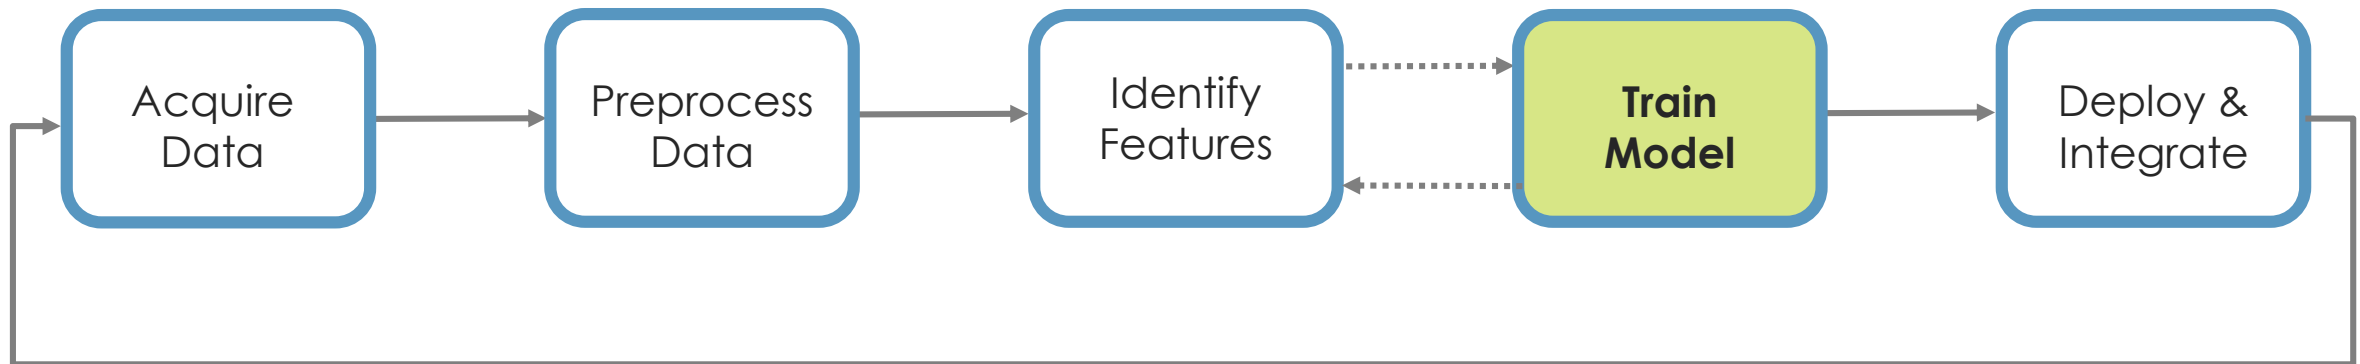 Acquire
Data
Preprocess
Data
Identify
Features
Train
Model
Deploy &
Integrate